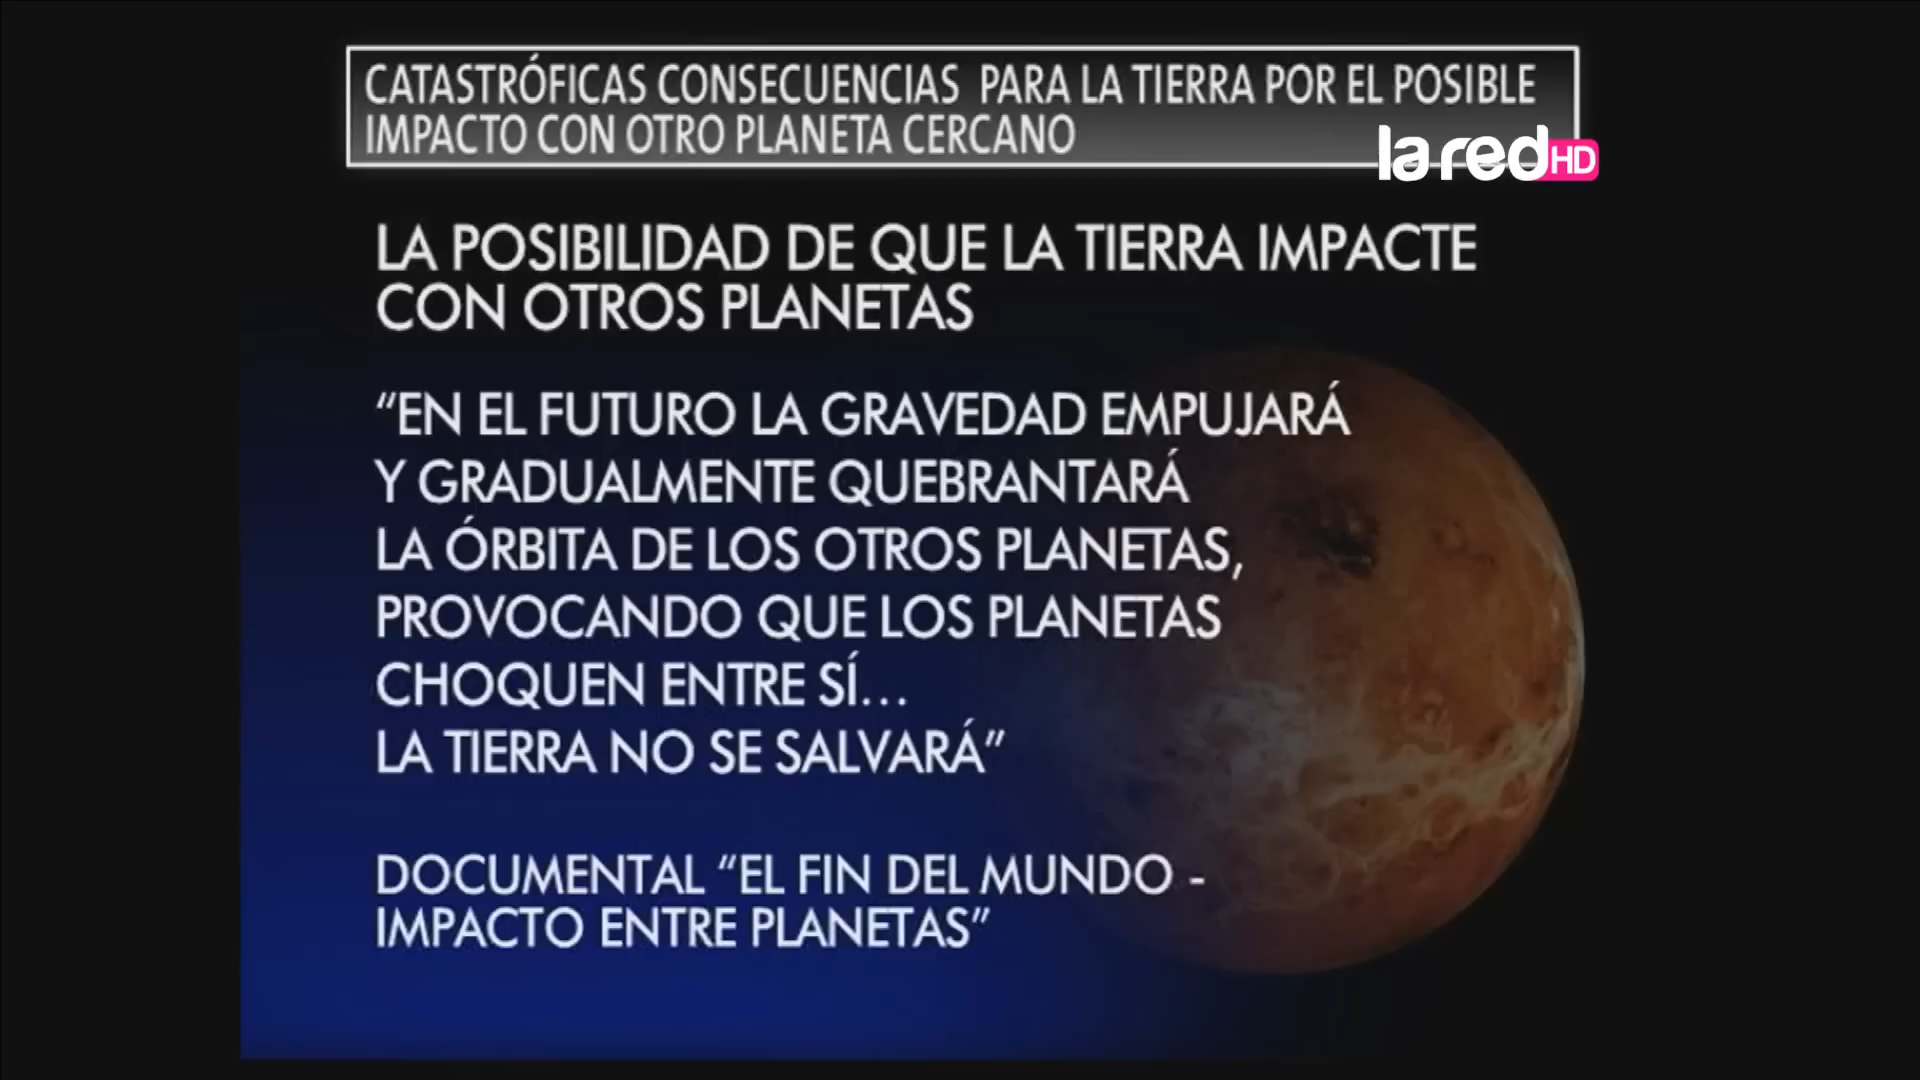 CATASTRÓFICAS CONSECUENCIAS PARA LA TIERRA POR EL POSIBLE
IMPACTO CON OTRO PLANETA CERCANO
la red HD
LA POSIBILIDAD DE QUE LA TIERRA IMPACTE
CON OTROS PLANETAS
“EN EL FUTURO LA GRAVEDAD EMPUJARÁ
Y GRADUALMENTE QUEBRANTARÁ
LA ÓRBITA DE LOS OTROS PLANETAS,
PROVOCANDO QUE LOS PLANETAS
CHOQUEN ENTRE SÍ...
LA TIERRA NO SE SALVARÁ”
DOCUMENTAL “EL FIN DEL MUNDO -
IMPACTO ENTRE PLANETAS”